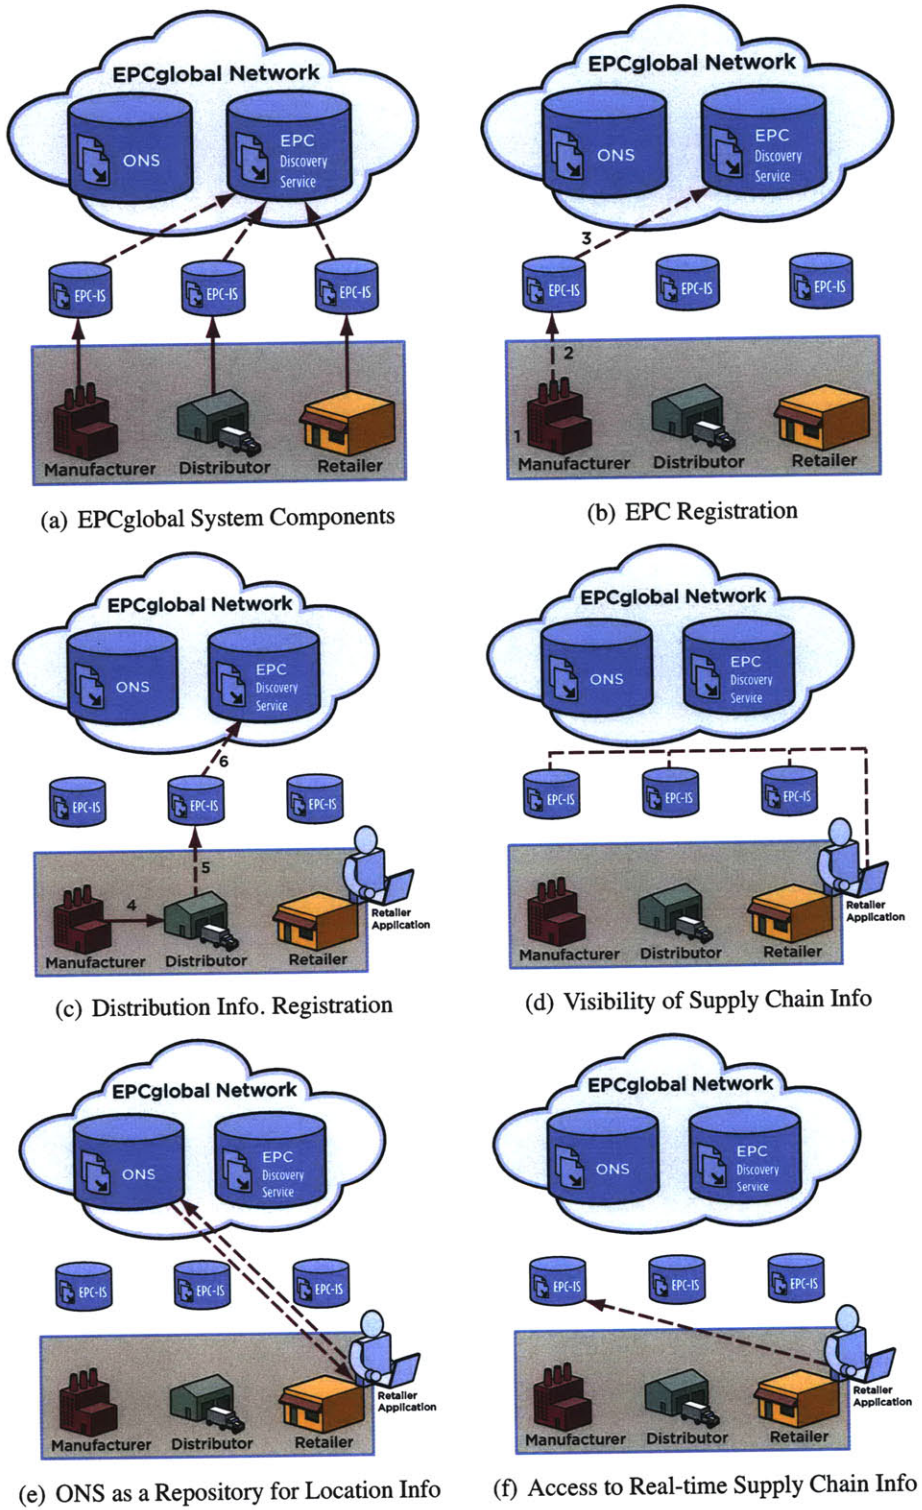 EPCglobal Network
ONS
EPC
Discovery
Service
EPC-IS
EPC-IS
EPC-IS
Manufacturer
Distributor
Retailer
(a) EPCglobal System Components
EPCglobal Network
ONS
EPC
Discovery
Service
3
EPC-IS
EPC-IS
EPC-IS
2
1
Manufacturer
Distributor
Retailer
(b) EPC Registration
EPCglobal Network
ONS
EPC
Discovery
Service
6
EPC-IS
EPC-IS
EPC-IS
5
4
Retailer
Application
Manufacturer
Distributor
Retailer
(c) Distribution Info. Registration
EPCglobal Network
ONS
EPC
Discovery
Service
EPC-IS
EPC-IS
EPC-IS
Retailer
Application
Manufacturer
Distributor
Retailer
(d) Visibility of Supply Chain Info
EPCglobal Network
ONS
EPC
Discovery
Service
EPC-IS
EPC-IS
EPC-IS
Retailer
Application
Manufacturer
Distributor
Retailer
(e) ONS as a Repository for Location Info
EPCglobal Network
ONS
EPC
Discovery
Service
EPC-IS
EPC-IS
EPC-IS
Retailer
Application
Manufacturer
Distributor
Retailer
(f) Access to Real-time Supply Chain Info